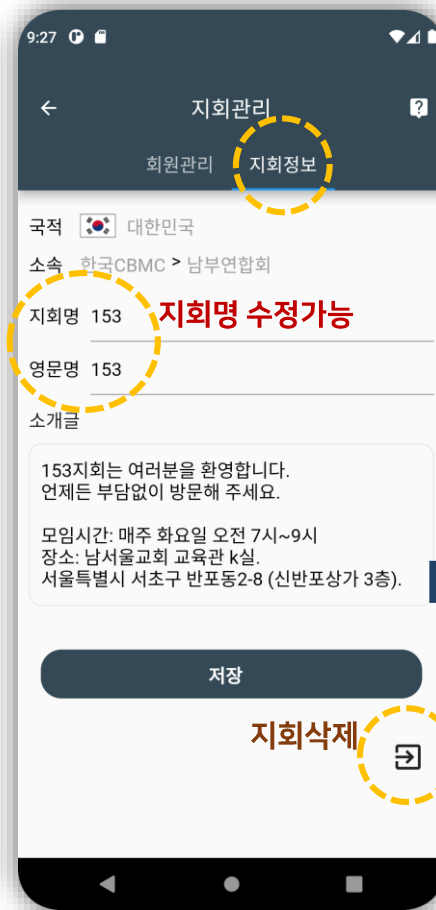 9:27
지회관리
회원관리 지회정보
국적 대한민국
소속 한국CBMC > 남부연합회
지회명 153 지회명 수정가능
영문명 153
소개글
153지회는 여러분을 환영합니다.
언제든 부담없이 방문해 주세요.
모임시간: 매주 화요일 오전 7시~9시
장소: 남서울교회 교육관 k실.
서울특별시 서초구 반포동2-8 (신반포상가 3층).
저장
지회삭제